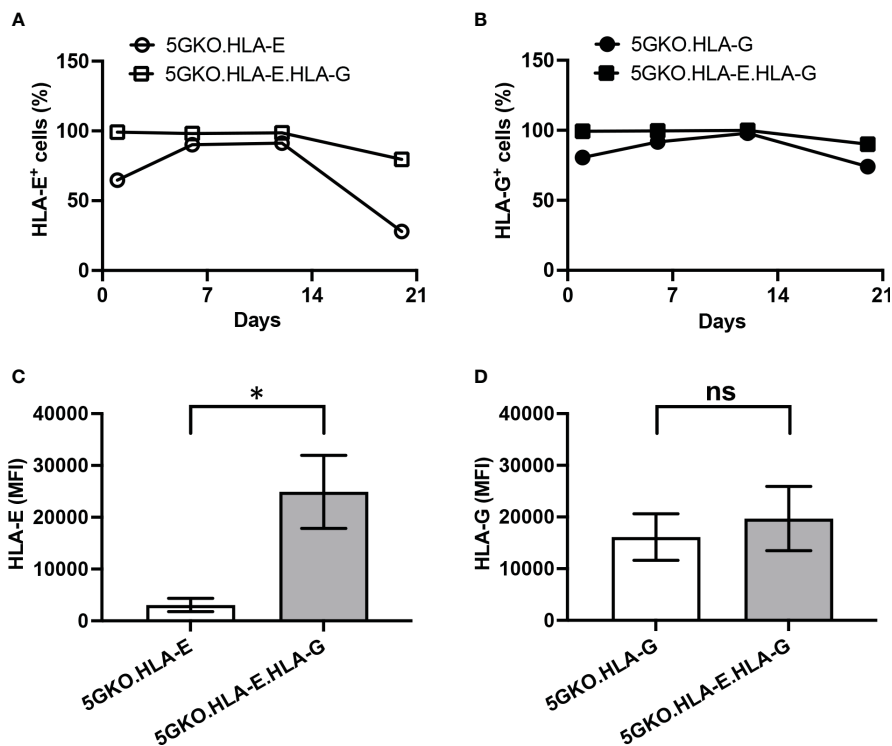 A
5GKO.HLA-E
5GKO.HLA-E.HLA-G
150
100
50
0
HLA-E+ cells (%)
0 7 14 21
Days
B
5GKO.HLA-G
5GKO.HLA-E.HLA-G
150
100
50
0
HLA-G+ cells (%)
0 7 14 21
Days
C
*
40000
30000
20000
10000
0
HLA-E (MFI)
5GKO.HLA-E
5GKO.HLA-E.HLA-G
D
ns
40000
30000
20000
10000
0
HLA-G (MFI)
5GKO.HLA-G
5GKO.HLA-E.HLA-G